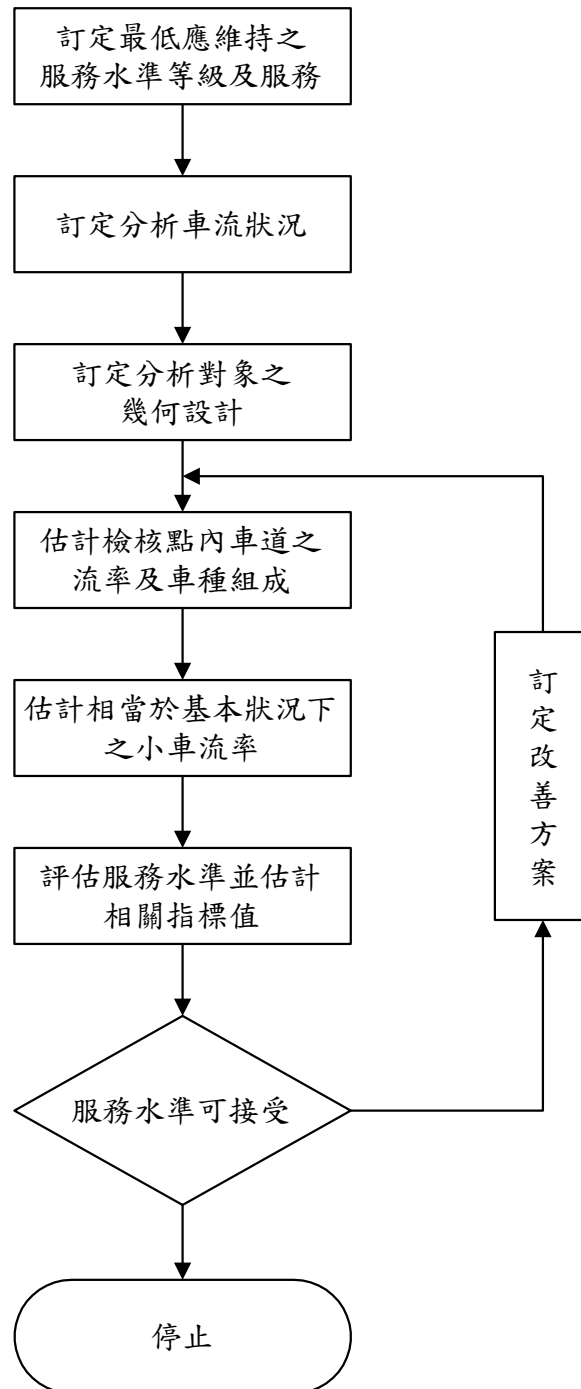 訂定最低應維持之
服務水準等級及服務
訂定分析車流狀況
訂定分析對象之
幾何設計
估計檢核點內車道之
流率及車種組成
估計相當於基本狀況下
之小車流率
評估服務水準並估計
相關指標值
服務水準可接受
停止
訂定改善方案